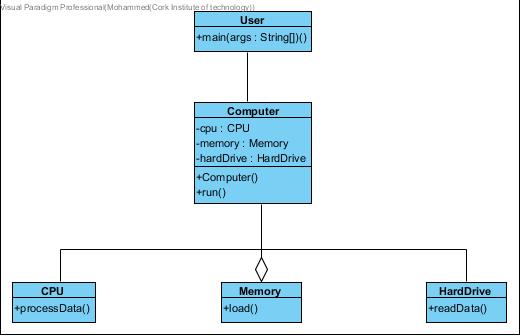 Visual Paradigm Professional(Mohammed(Cork Institute of technology))
User
+main(args : String[])()
Computer
-cpu : CPU
-memory : Memory
-hardDrive : HardDrive
+Computer()
+run()
CPU
+processData()
Memory
+load()
HardDrive
+readData()